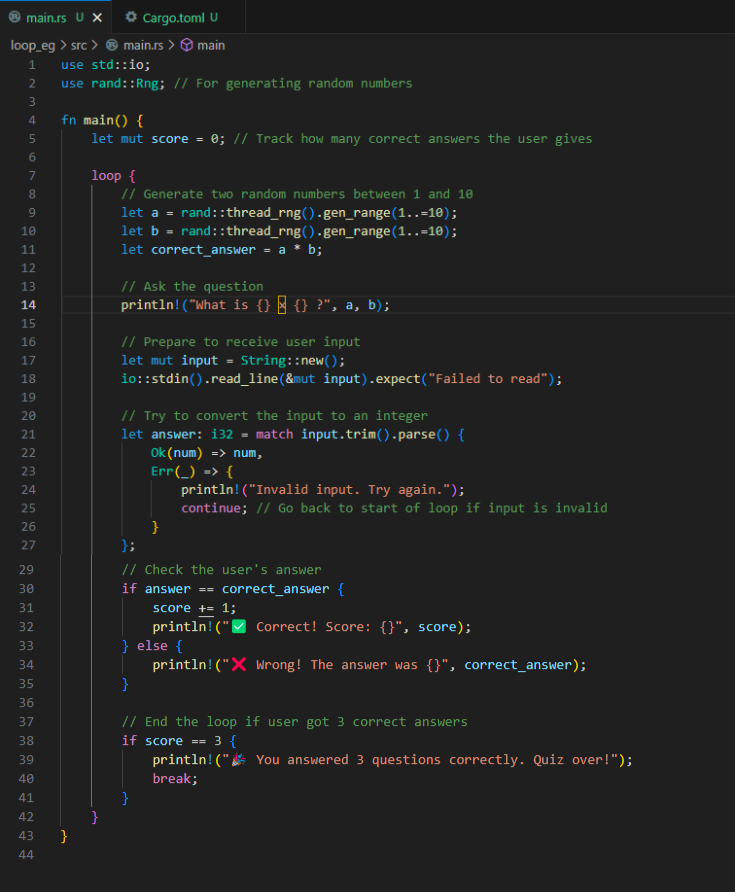 main.rs U × Cargo.toml U
loop_eg > src > main.rs > main
1 use std::io;
2 use rand::Rng; // For generating random numbers
3
4 fn main() {
5     let mut score = 0; // Track how many correct answers the user gives
6
7     loop {
8         // Generate two random numbers between 1 and 10
9         let a = rand::thread_rng().gen_range(1..=10);
10         let b = rand::thread_rng().gen_range(1..=10);
11         let correct_answer = a * b;
12
13         // Ask the question
14         println!("What is {} × {} ?", a, b);
15
16         // Prepare to receive user input
17         let mut input = String::new();
18         io::stdin().read_line(&mut input).expect("Failed to read");
19
20         // Try to convert the input to an integer
21         let answer: i32 = match input.trim().parse() {
22             Ok(num) => num,
23             Err(_) => {
24                 println!("Invalid input. Try again.");
25                 continue; // Go back to start of loop if input is invalid
26             }
27         };
29         // Check the user's answer
30         if answer == correct_answer {
31             score += 1;
32             println!("✅ Correct! Score: {}", score);
33         } else {
34             println!("❌ Wrong! The answer was {}", correct_answer);
35         }
36
37         // End the loop if user got 3 correct answers
38         if score == 3 {
39             println!("🎉 You answered 3 questions correctly. Quiz over!");
40             break;
41         }
42     }
43 }
44